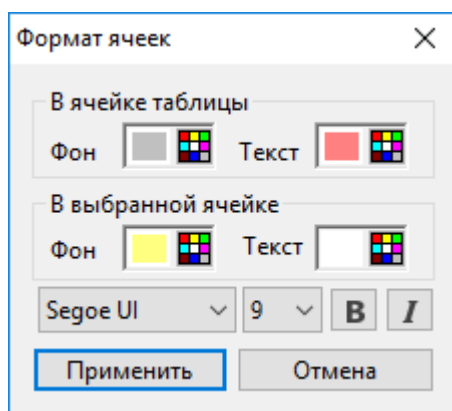 Формат ячеек
В ячейке таблицы
Фон Текст
В выбранной ячейке
Фон Текст
Segoe UI 9 B I
Применить Отмена